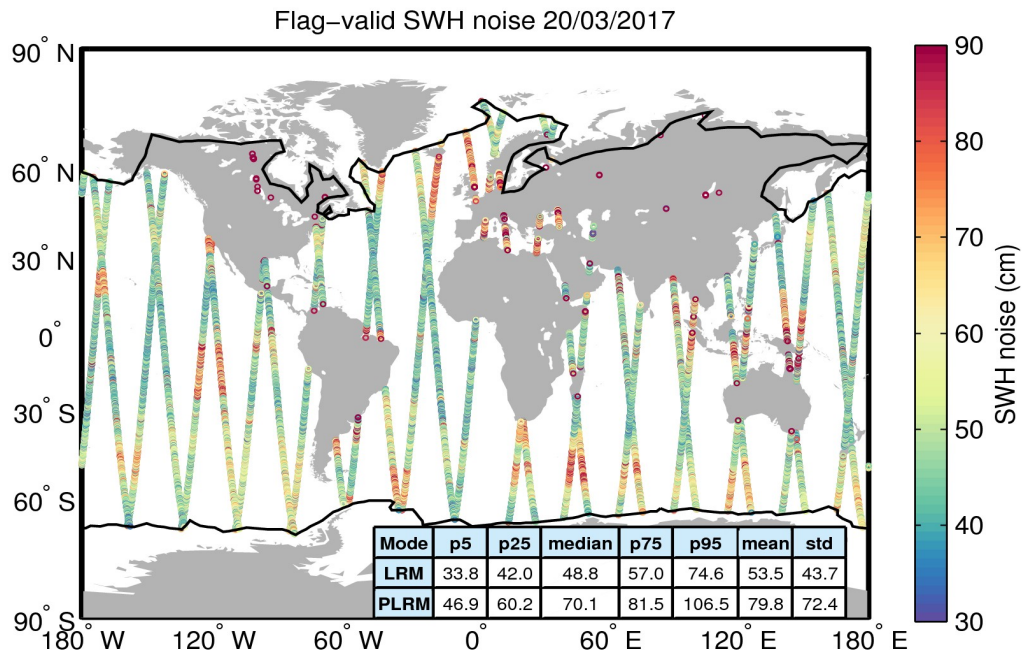 Flag−valid SWH noise 20/03/2017
90° N
60° N
30° N
0°
30° S
60° S
90° S
180° W
120° W
60° W
0°
60° E
120° E
180° E
90
80
70
60
50
40
30
SWH noise (cm)
Mode p5 p25 median p75 p95 mean std
LRM 33.8 42.0 48.8 57.0 74.6 53.5 43.7
PLRM 46.9 60.2 70.1 81.5 106.5 79.8 72.4